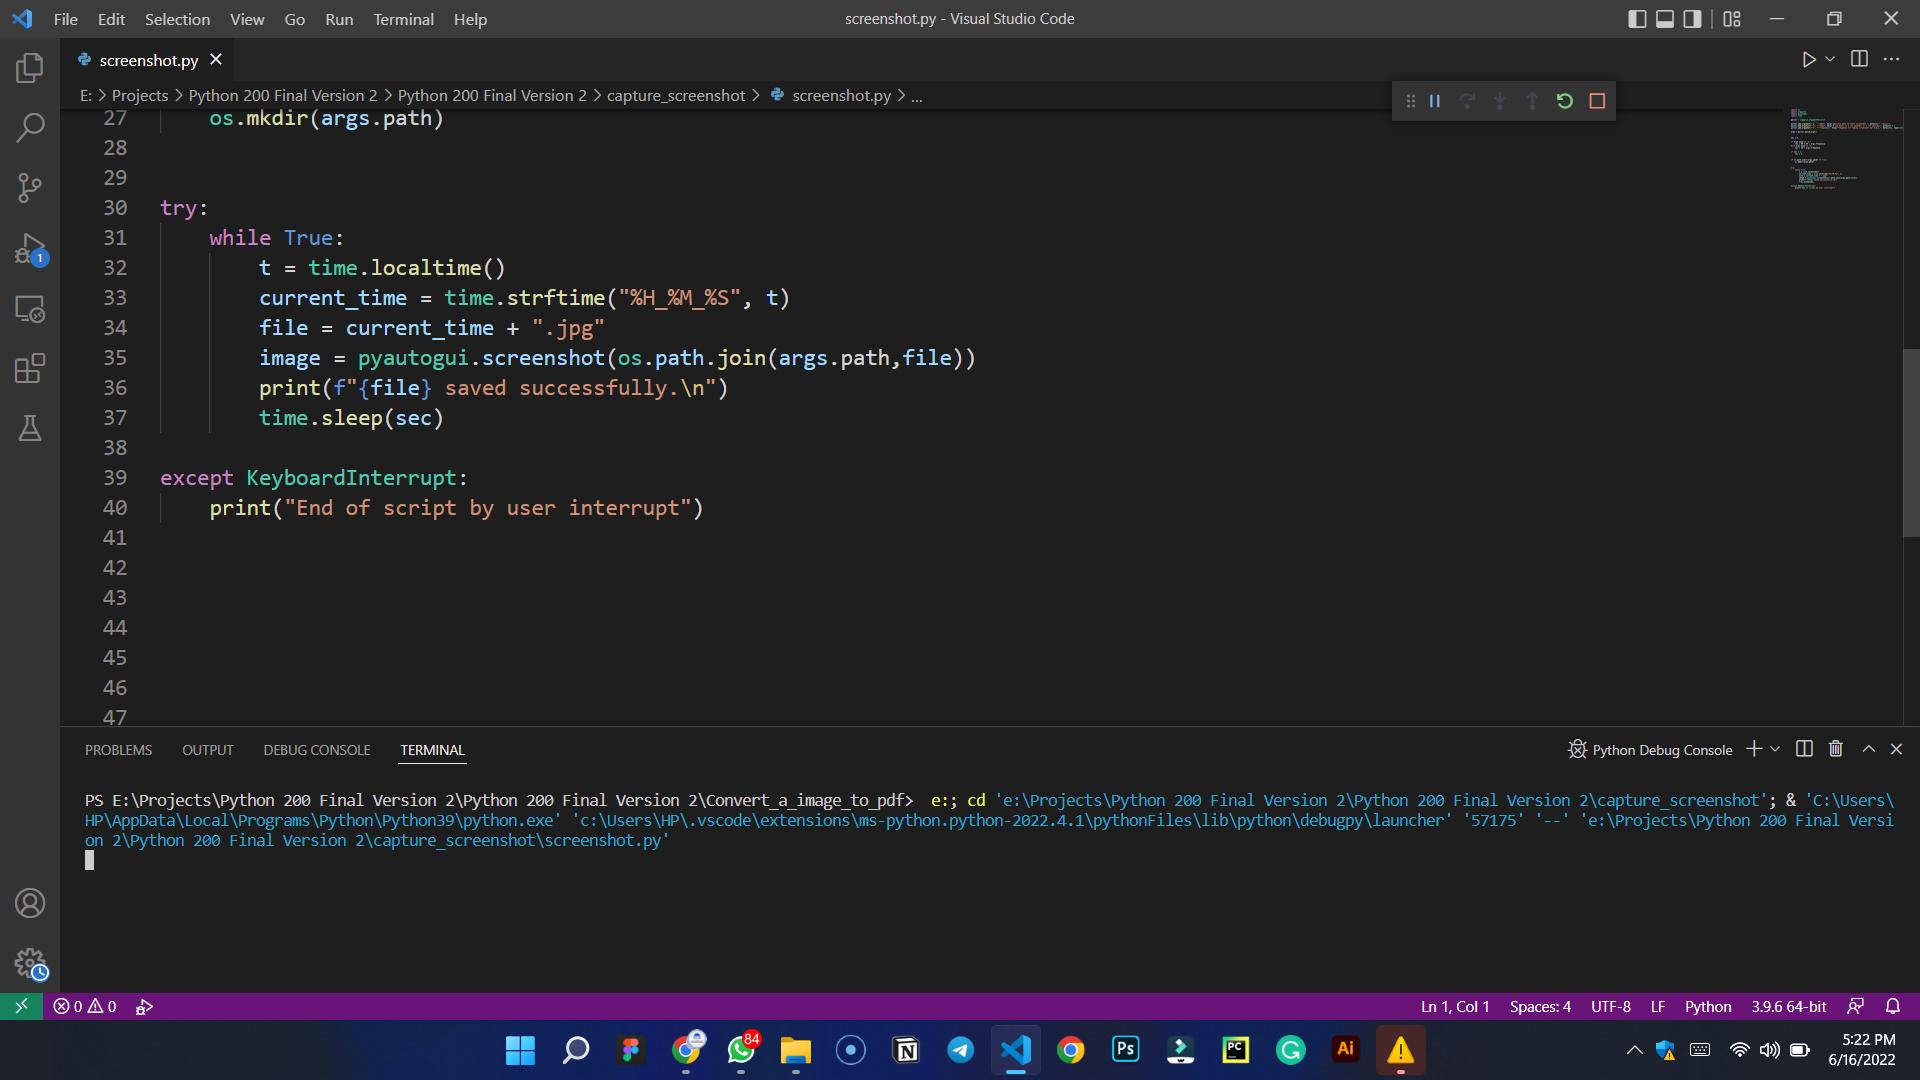 File Edit Selection View Go Run Terminal Help
screenshot.py - Visual Studio Code
screenshot.py
E: > Projects > Python 200 Final Version 2 > Python 200 Final Version 2 > capture_screenshot > screenshot.py > ...
27 os.mkdir(args.path)
28
29
30 try:
31 while True:
32 t = time.localtime()
33 current_time = time.strftime("%H_%M_%S", t)
34 file = current_time + ".jpg"
35 image = pyautogui.screenshot(os.path.join(args.path,file))
36 print(f"{file} saved successfully.\n")
37 time.sleep(sec)
38
39 except KeyboardInterrupt:
40 print("End of script by user interrupt")
41
42
43
44
45
46
47
1
PROBLEMS OUTPUT DEBUG CONSOLE TERMINAL
Python Debug Console
PS E:\Projects\Python 200 Final Version 2\Python 200 Final Version 2\Convert_a_image_to_pdf> e:; cd 'e:\Projects\Python 200 Final Version 2\Python 200 Final Version 2\capture_screenshot'; & 'C:\Users\
HP\AppData\Local\Programs\Python\Python39\python.exe' 'c:\Users\HP\.vscode\extensions\ms-python.python-2022.4.1\pythonFiles\lib\python\debugpy\launcher' '57175' '--' 'e:\Projects\Python 200 Final Versi
on 2\Python 200 Final Version 2\capture_screenshot\screenshot.py'
0 0
Ln 1, Col 1 Spaces: 4 UTF-8 LF Python 3.9.6 64-bit
84
Ps
PC
Ai
5:22 PM
6/16/2022